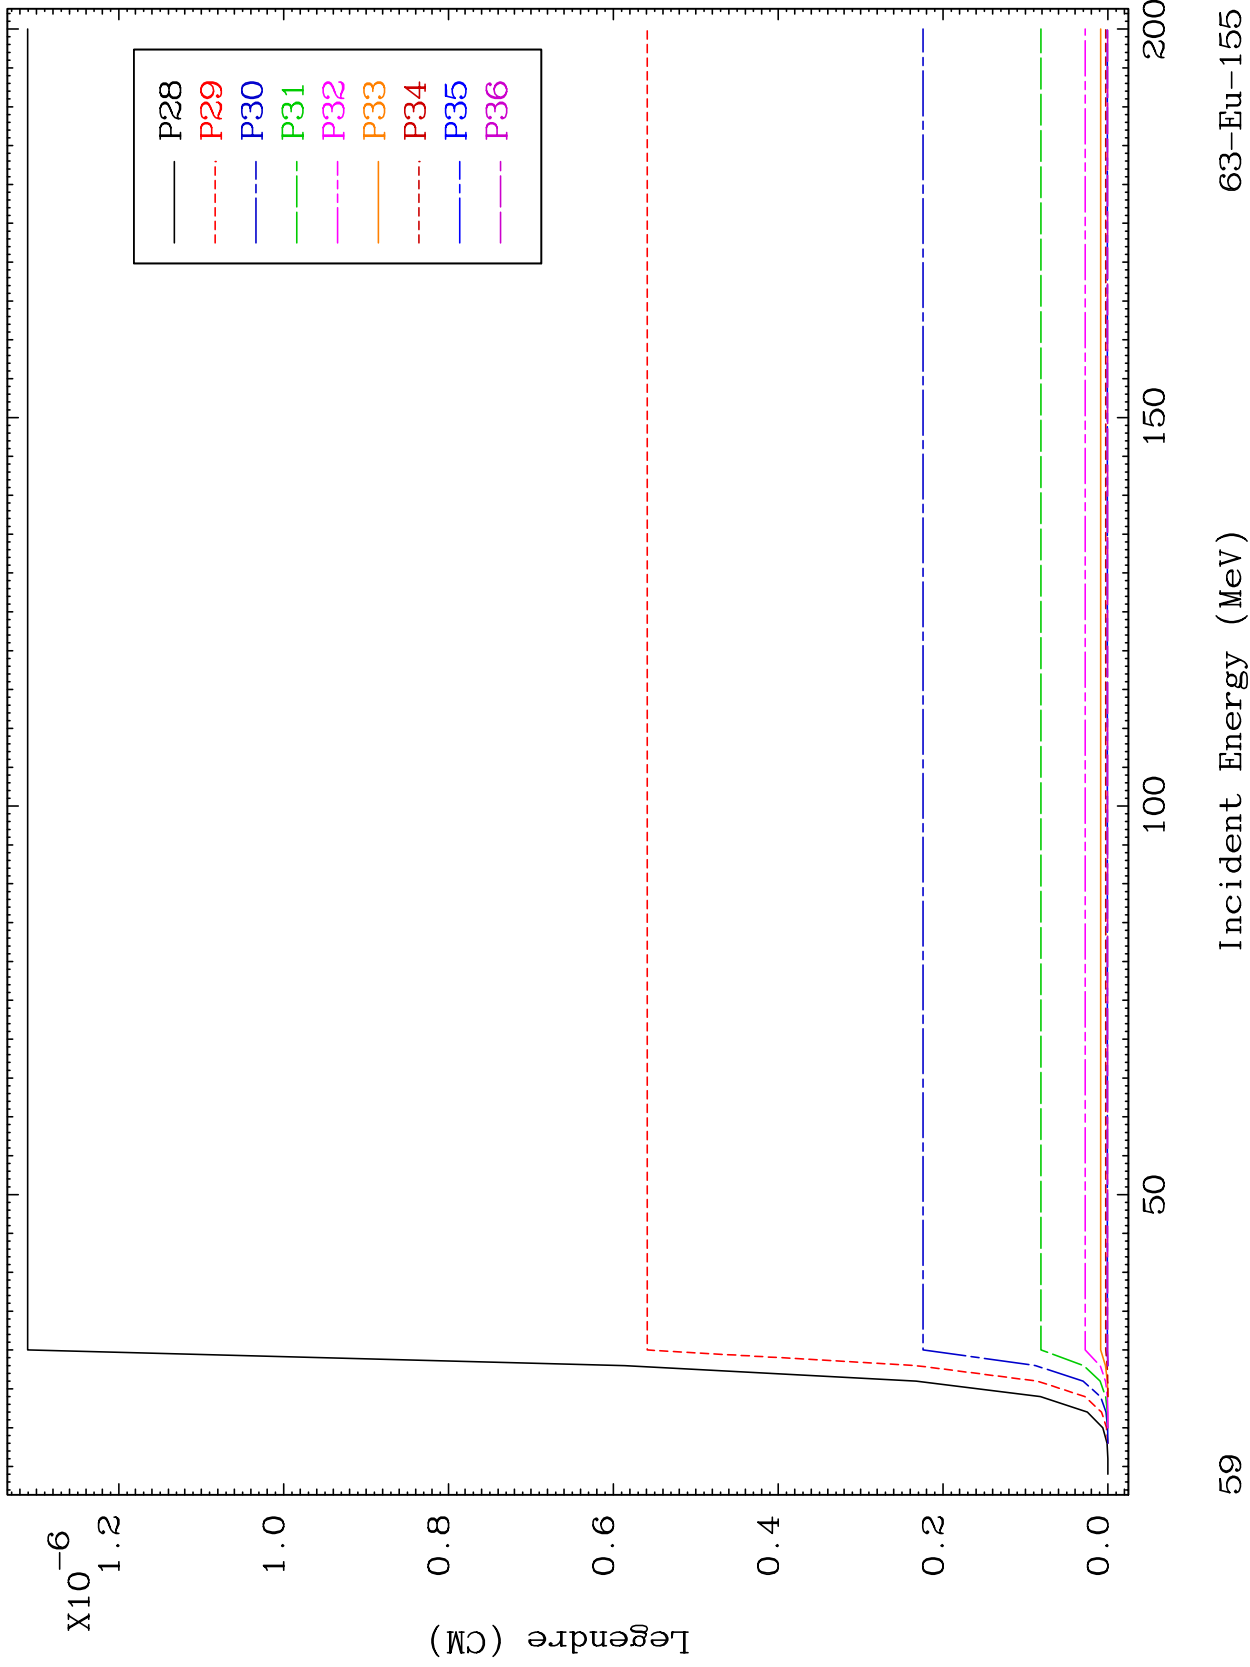 X10-6
1.2
1.0
0.8
0.6
0.4
0.2
0.0
Legendre (CM)
P28
P29
P30
P31
P32
P33
P34
P35
P36
50
100
150
200
Incident Energy (MeV)
59
63-Eu-155